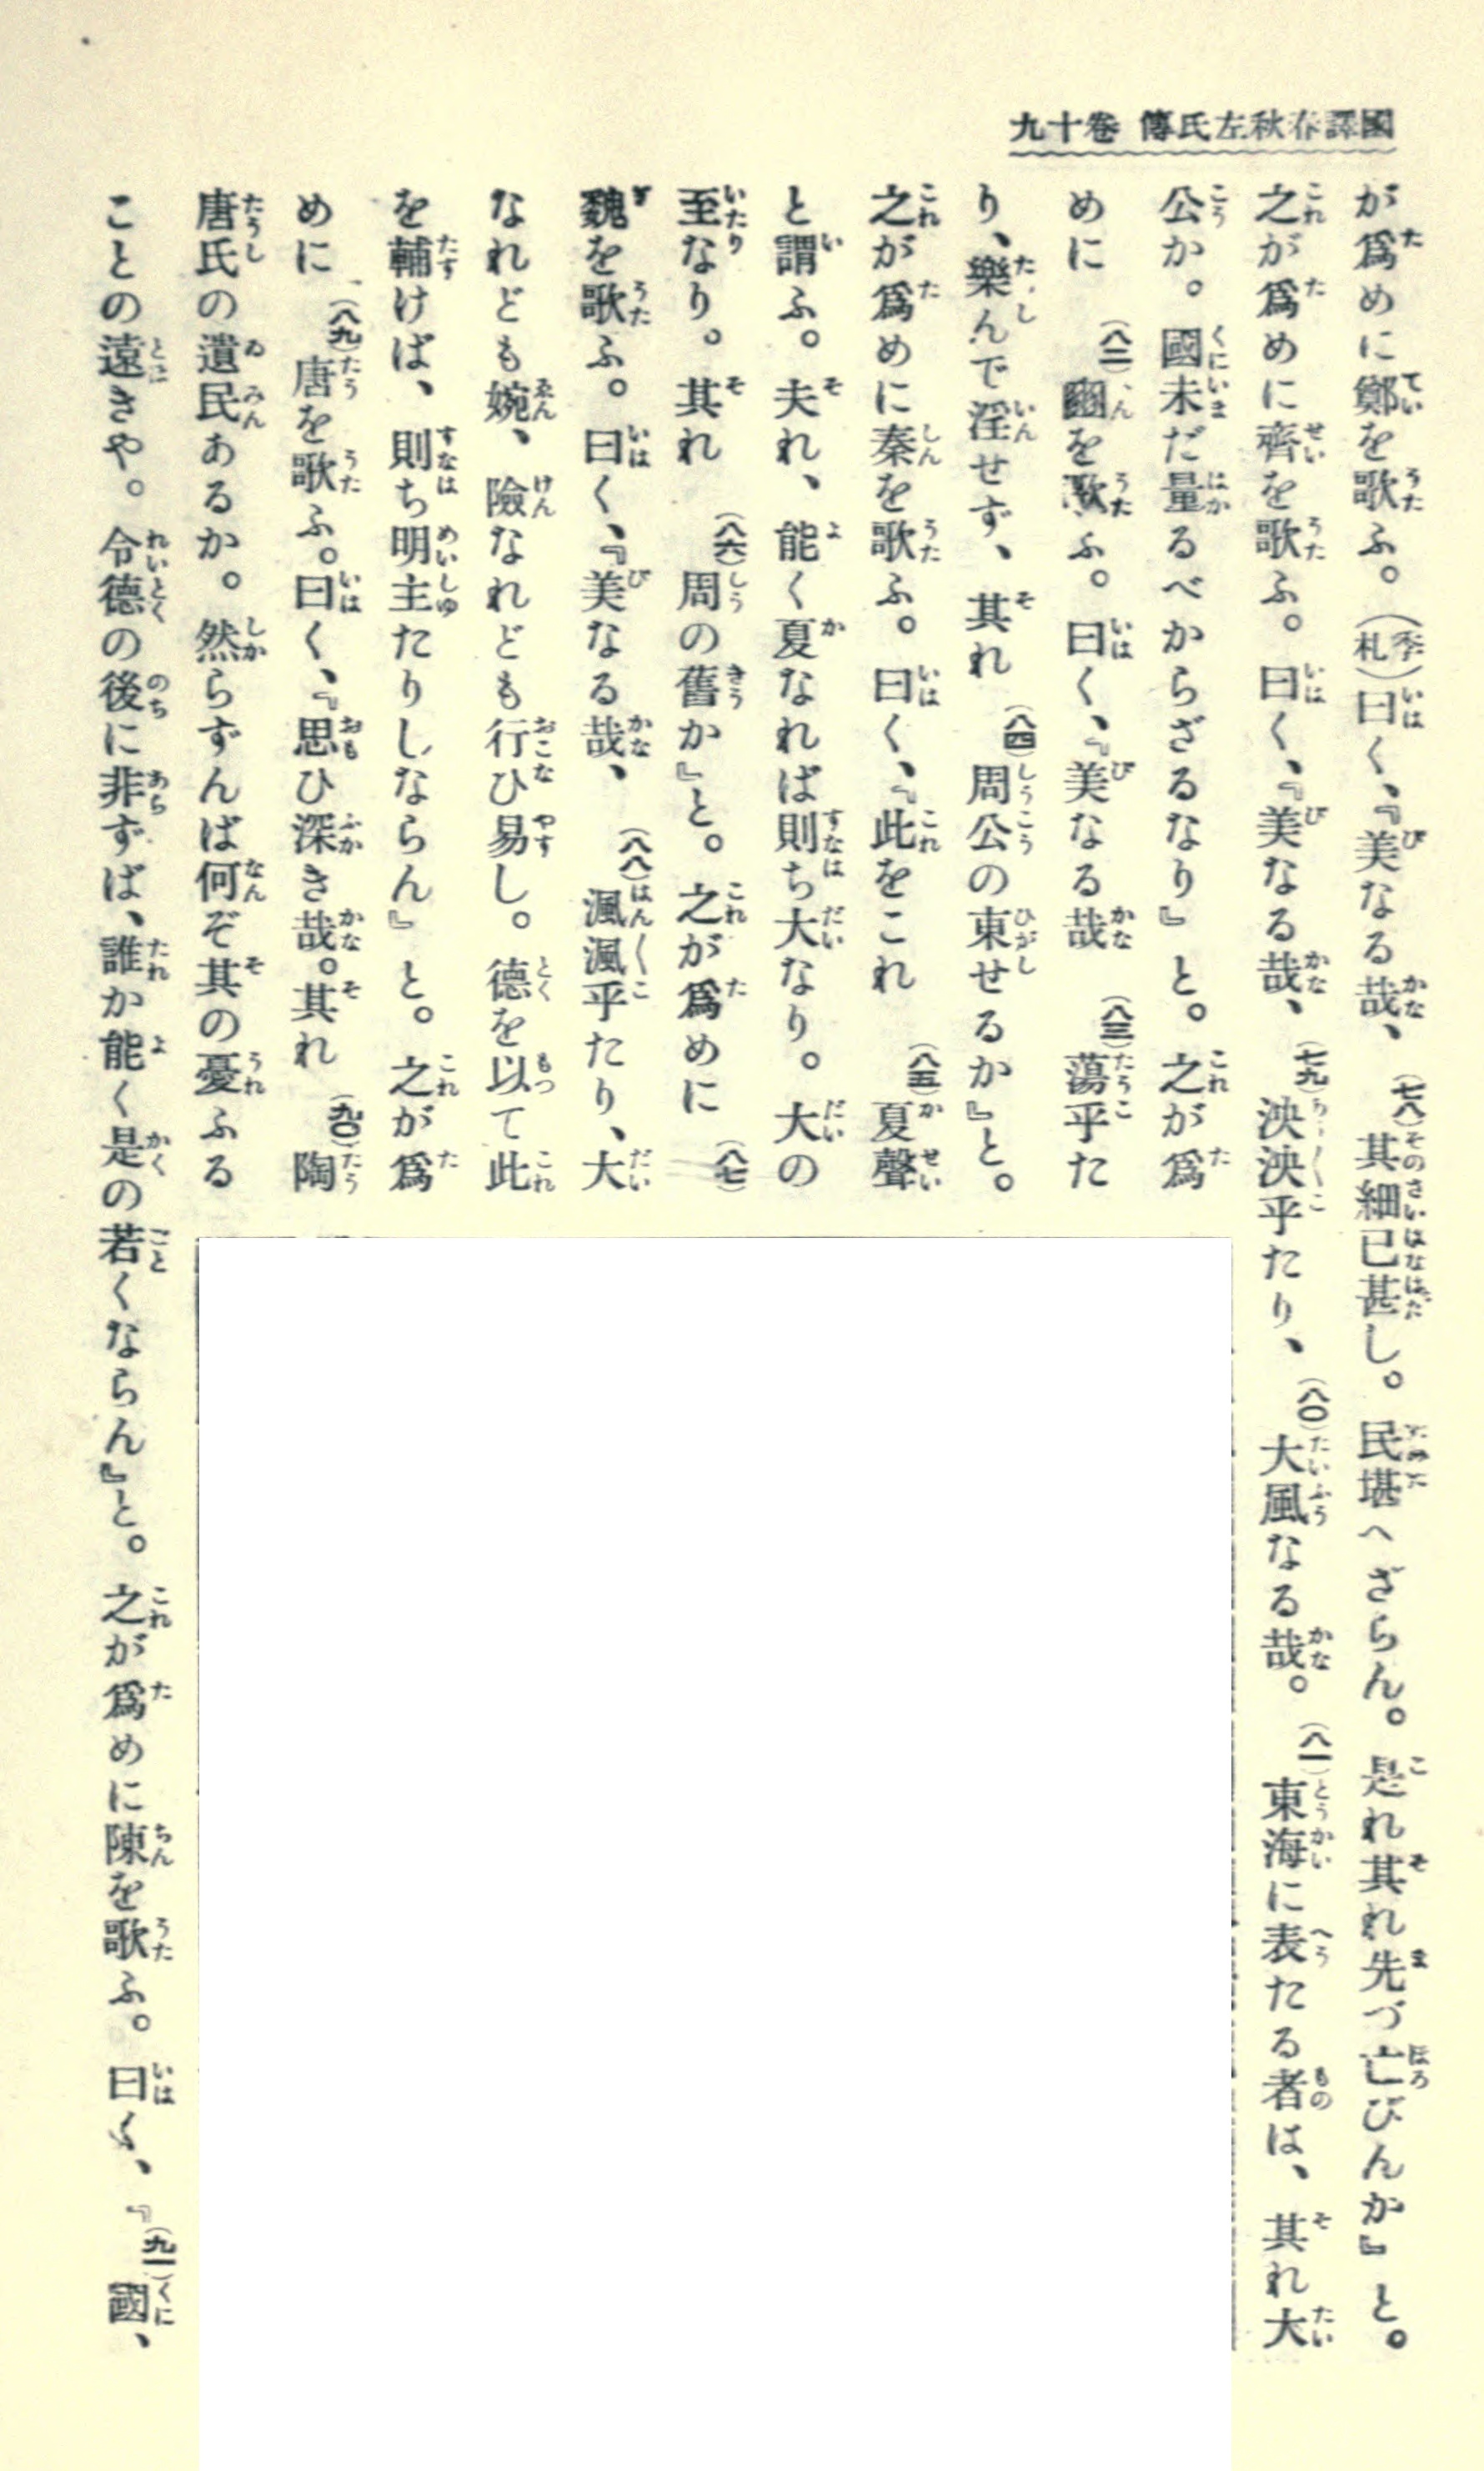 國譯春秋左氏傳 卷十九
が爲めに鄭を歌ふ。(季札)曰く、『美なる哉、(七八)其細已甚し。民堪へざらん。是れ其れ先づ亡びんか』と。
之が爲めに齊を歌ふ。曰く、『美なる哉、(七九)泱泱乎たり、(八〇)大風なる哉。(八一)東海に表たる者は、其れ大
公か。國未だ量るべからざるなり』と。之が爲
めに(八二)豳を歌ふ。曰く、『美なる哉(八三)蕩乎た
り、樂んで淫せず、其れ(八四)周公の東せるか』と。
之が爲めに秦を歌ふ。曰く、『此をこれ(八五)夏聲
と謂ふ。夫れ、能く夏なれば則ち大なり。大の
至なり。其れ(八六)周の舊か』と。之が爲めに(八七)
魏を歌ふ。曰く、『美なる哉、(八八)渢渢乎たり、大
なれども婉、險なれども行ひ易し。德を以て此
を輔けば、則ち明主たりしならん』と。之が爲
めに(八九)唐を歌ふ。曰く、『思ひ深き哉。其れ(九〇)陶
唐氏の遺民あるか。然らずんば何ぞ其の憂ふる
ことの遠きや。令德の後に非ずば、誰か能く是の若くならん』と。之が爲めに陳を歌ふ。曰く、『(九一)國、